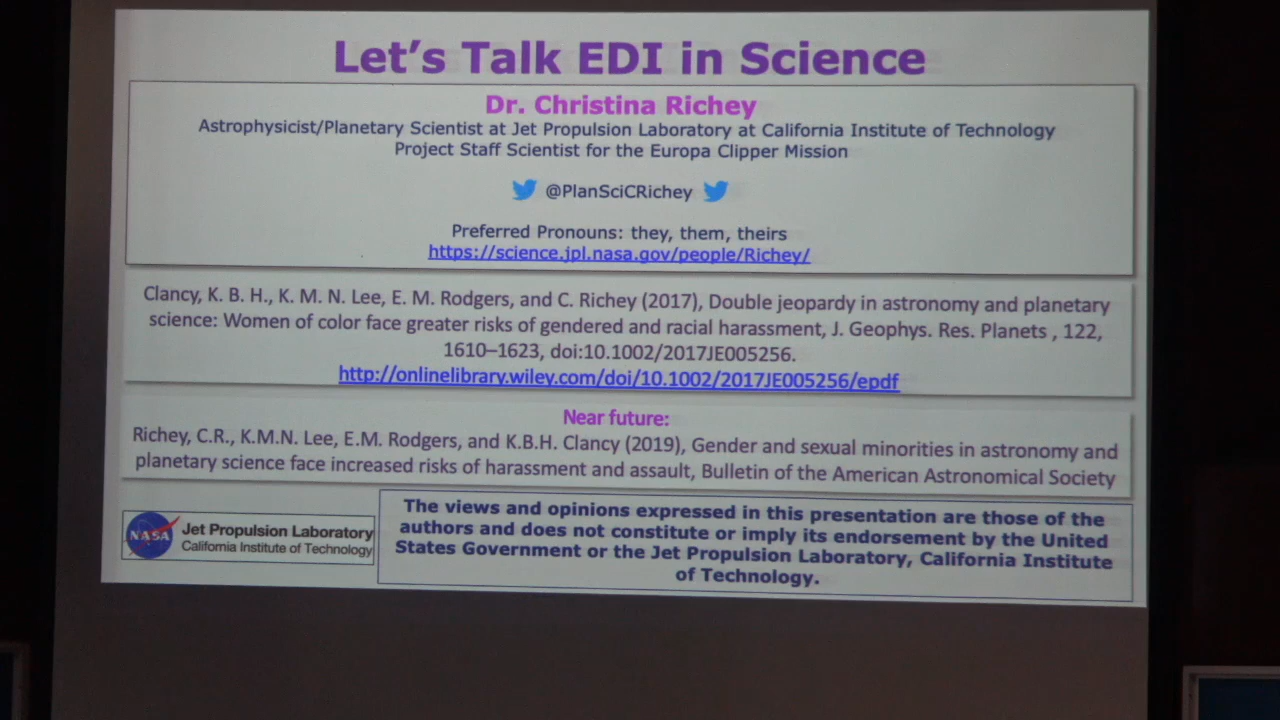 Let's Talk EDI in Science
Dr. Christina Richey
Astrophysicist/Planetary Scientist at Jet Propulsion Laboratory at California Institute of Technology
Project Staff Scientist for the Europa Clipper Mission
@PlanSciCRichey
Preferred Pronouns: they, them, theirs
https://science.jpl.nasa.gov/people/Richey/
Clancy, K. B. H., K. M. N. Lee, E. M. Rodgers, and C. Richey (2017), Double jeopardy in astronomy and planetary
science: Women of color face greater risks of gendered and racial harassment, J. Geophys. Res. Planets , 122,
1610–1623, doi:10.1002/2017JE005256.
http://onlinelibrary.wiley.com/doi/10.1002/2017JE005256/epdf
Near future:
Richey, C.R., K.M.N. Lee, E.M. Rodgers, and K.B.H. Clancy (2019), Gender and sexual minorities in astronomy and
planetary science face increased risks of harassment and assault, Bulletin of the American Astronomical Society
NASA
Jet Propulsion Laboratory
California Institute of Technology
The views and opinions expressed in this presentation are those of the
authors and does not constitute or imply its endorsement by the United
States Government or the Jet Propulsion Laboratory, California Institute
of Technology.